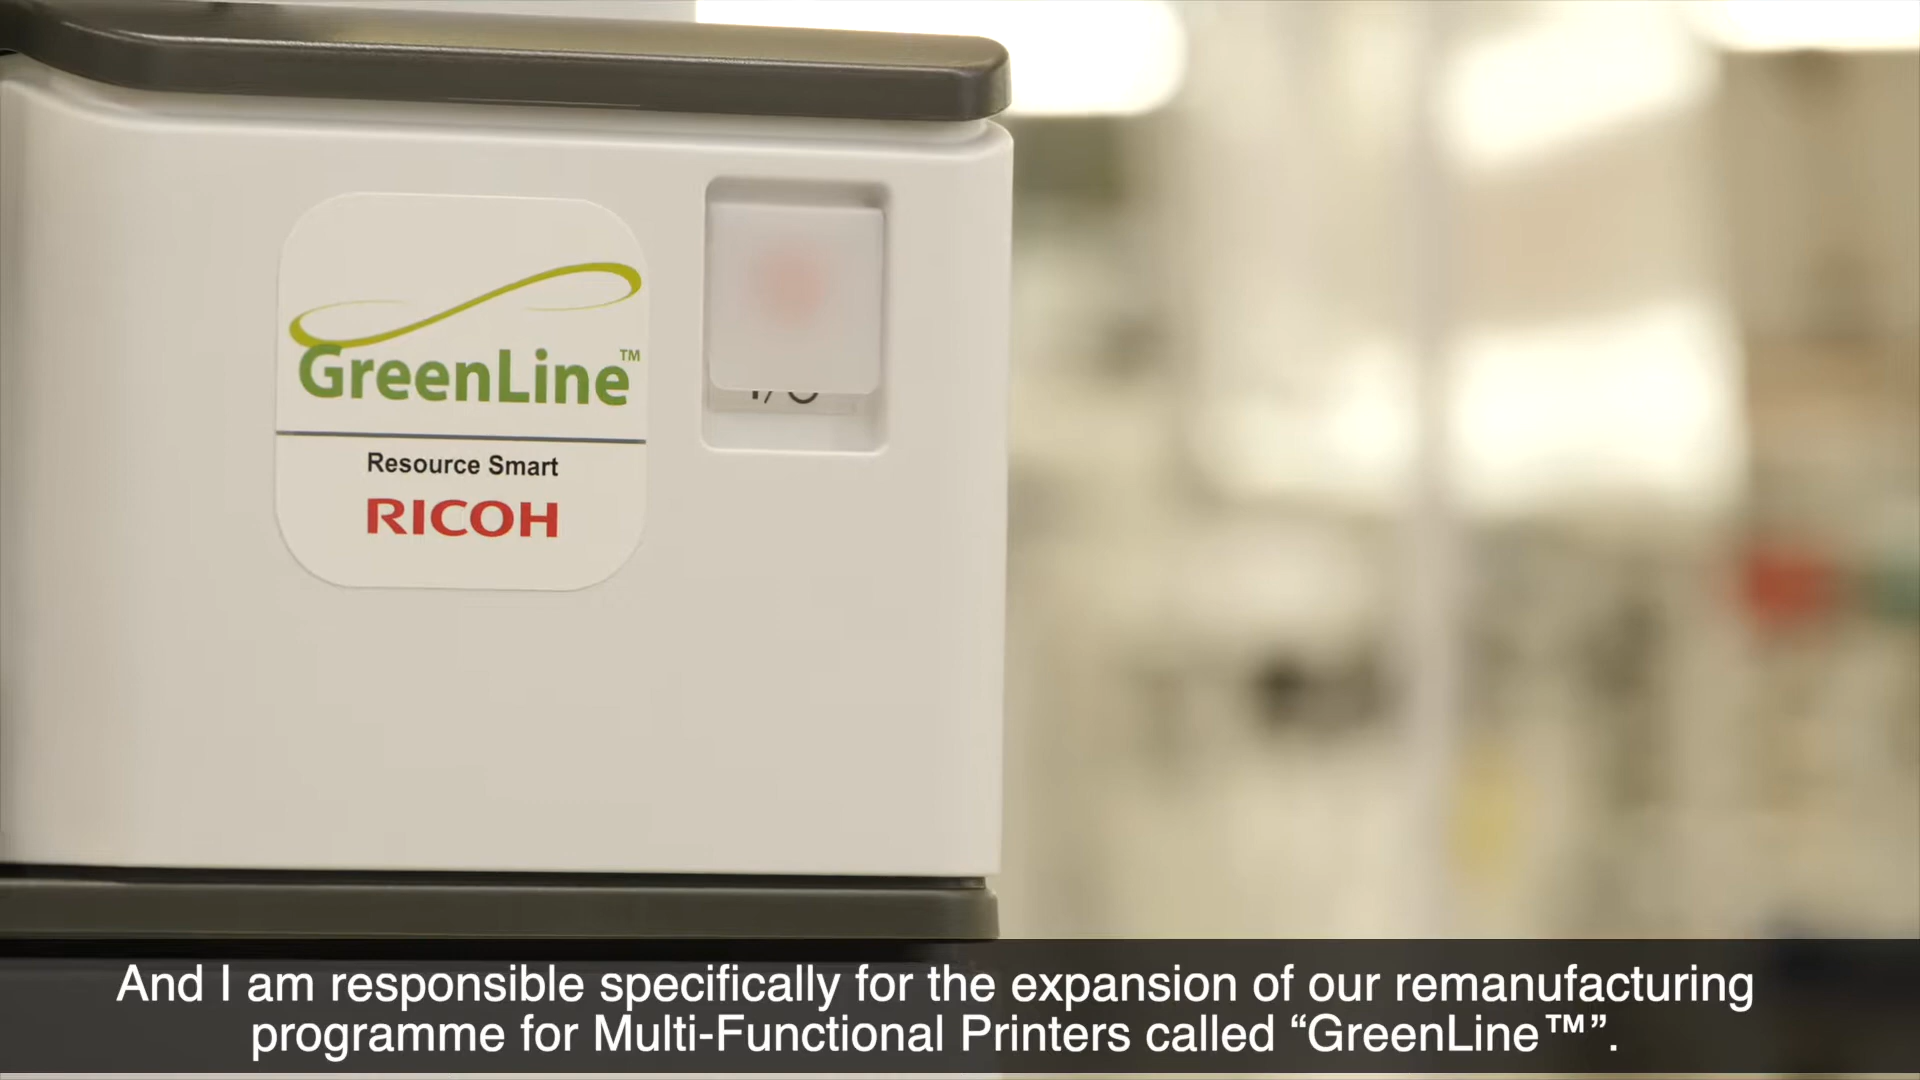 GreenLine™
Resource Smart
RICOH
And I am responsible specifically for the expansion of our remanufacturing
programme for Multi-Functional Printers called “GreenLine™”.